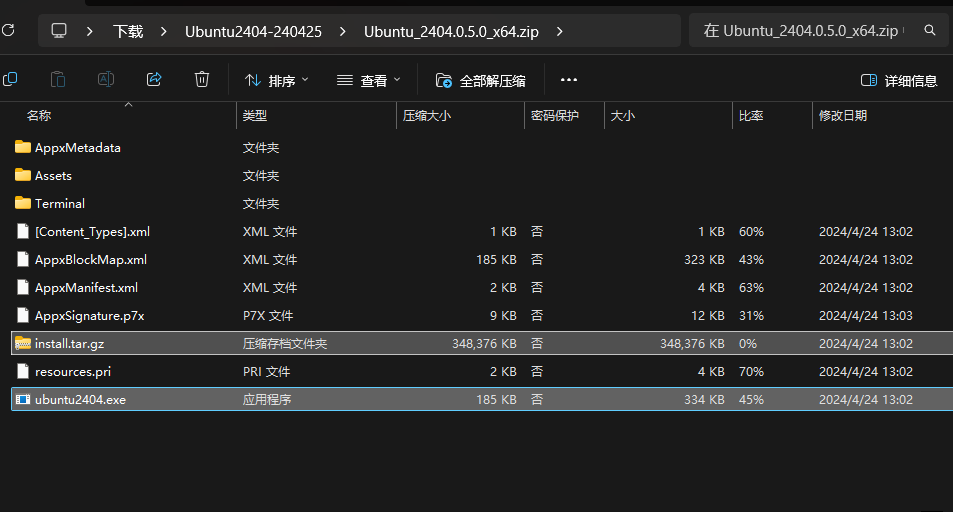 下载 Ubuntu2404-240425 Ubuntu_2404.0.5.0_x64.zip 在 Ubuntu_2404.0.5.0_x64.zip
排序 查看 全部解压缩 ... 详细信息
名称 类型 压缩大小 密码保护 大小 比率 修改日期
AppxMetadata 文件夹
Assets 文件夹
Terminal 文件夹
[Content_Types].xml XML 文件 1 KB 否 1 KB 60% 2024/4/24 13:02
AppxBlockMap.xml XML 文件 185 KB 否 323 KB 43% 2024/4/24 13:02
AppxManifest.xml XML 文件 2 KB 否 4 KB 63% 2024/4/24 13:02
AppxSignature.p7x P7X 文件 9 KB 否 12 KB 31% 2024/4/24 13:03
install.tar.gz 压缩存档文件夹 348,376 KB 否 348,376 KB 0% 2024/4/24 13:02
resources.pri PRI 文件 2 KB 否 4 KB 70% 2024/4/24 13:02
ubuntu2404.exe 应用程序 185 KB 否 334 KB 45% 2024/4/24 13:02